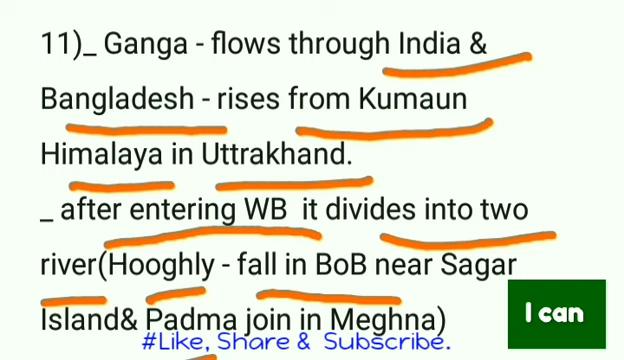 11)_ Ganga - flows through India &
Bangladesh - rises from Kumaun
Himalaya in Uttrakhand.
_ after entering WB it divides into two
river(Hooghly - fall in BoB near Sagar
Island& Padma join in Meghna)
I can
#Like, Share & Subscribe.